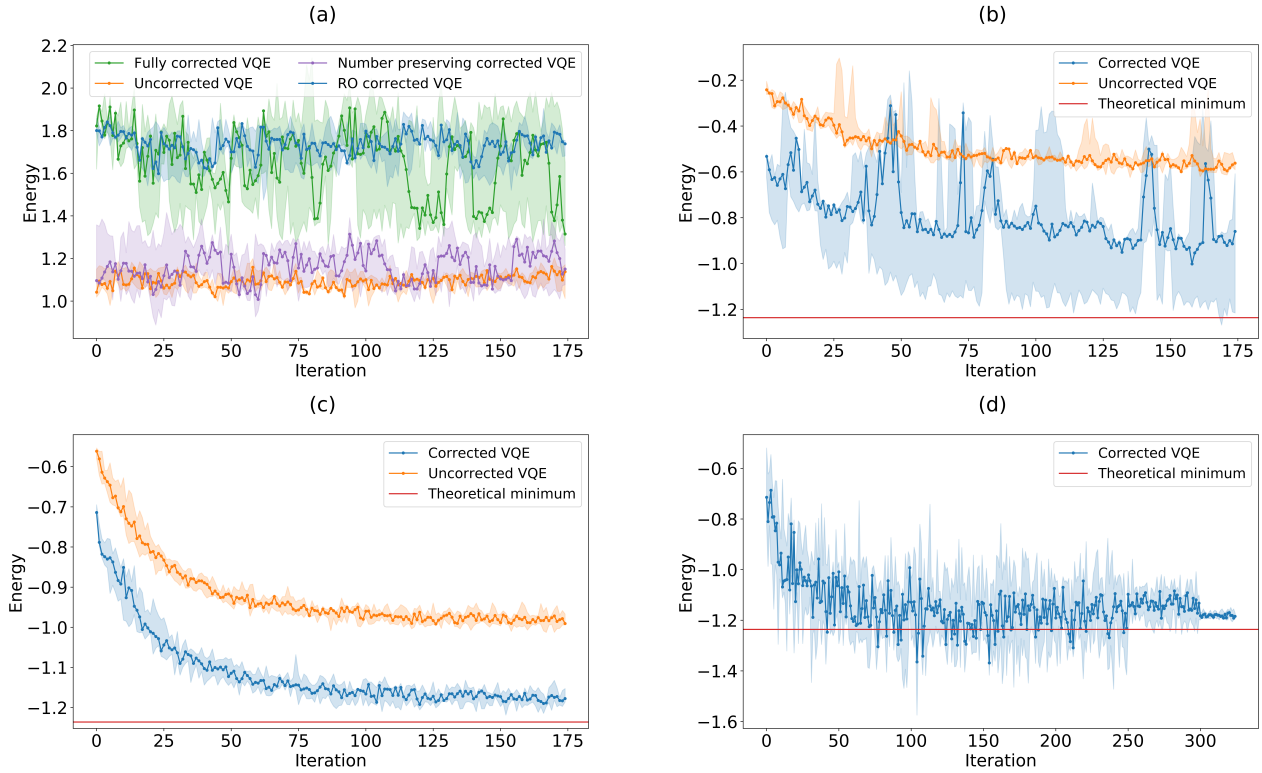 (a)
2.2
2.0
1.8
1.6
1.4
1.2
1.0
Energy
Fully corrected VQE
Uncorrected VQE
Number preserving corrected VQE
RO corrected VQE
0 25 50 75 100 125 150 175
Iteration
(b)
−0.2
−0.4
−0.6
−0.8
−1.0
−1.2
Energy
Corrected VQE
Uncorrected VQE
Theoretical minimum
0 25 50 75 100 125 150 175
Iteration
(c)
−0.6
−0.7
−0.8
−0.9
−1.0
−1.1
−1.2
Energy
Corrected VQE
Uncorrected VQE
Theoretical minimum
0 25 50 75 100 125 150 175
Iteration
(d)
−0.6
−0.8
−1.0
−1.2
−1.4
−1.6
Energy
Corrected VQE
Theoretical minimum
0 50 100 150 200 250 300
Iteration